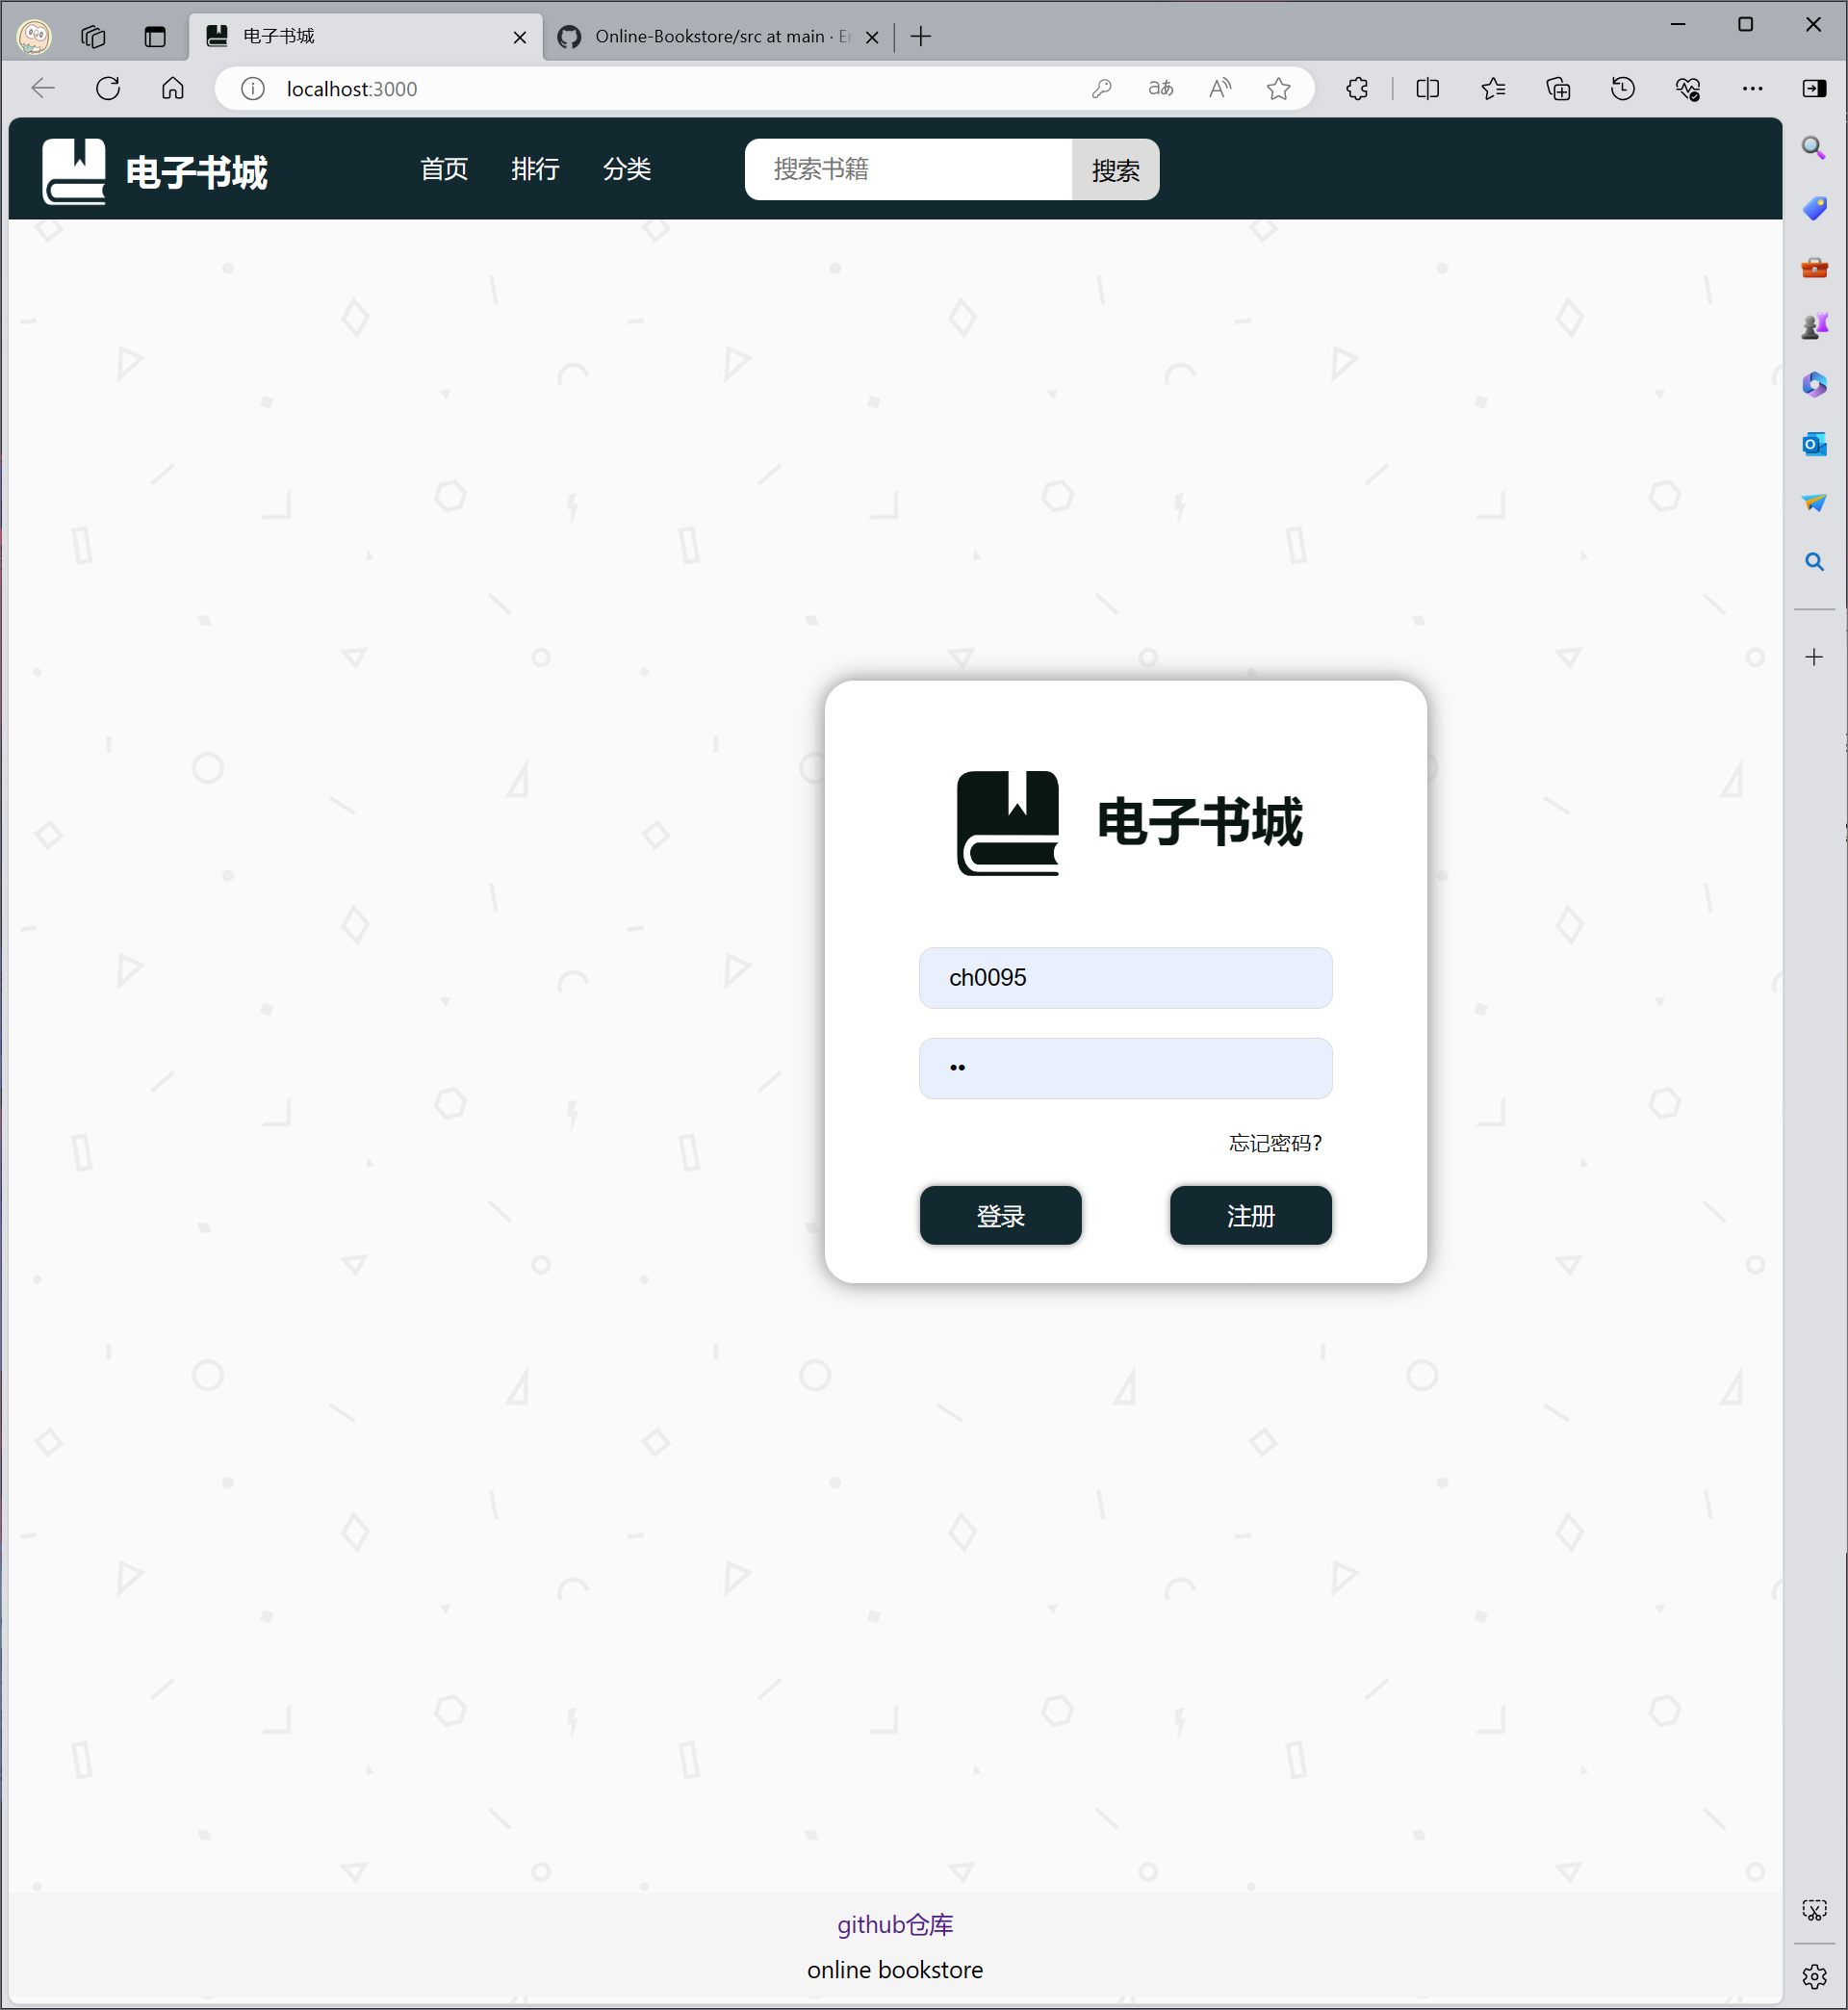 电子书城
Online-Bookstore/src at main · E
localhost:3000
电子书城
首页 排行 分类
搜索书籍 搜索
电子书城
ch0095
••
忘记密码?
登录 注册
github仓库
online bookstore